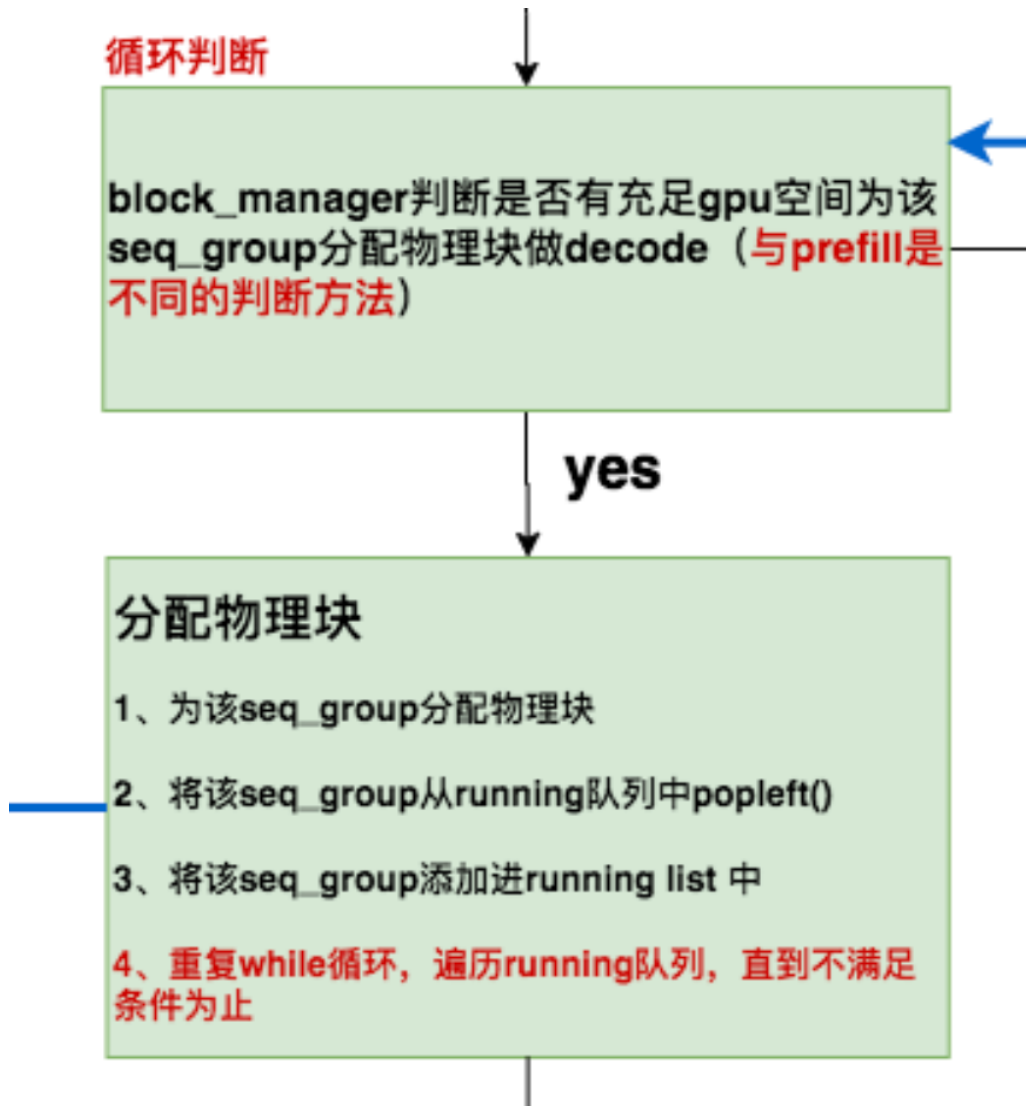 循环判断
block_manager判断是否有充足gpu空间为该
seq_group分配物理块做decode（与prefill是
不同的判断方法）
yes
分配物理块
1、为该seq_group分配物理块
2、将该seq_group从running队列中popleft()
3、将该seq_group添加进running list 中
4、重复while循环，遍历running队列，直到不满足
条件为止